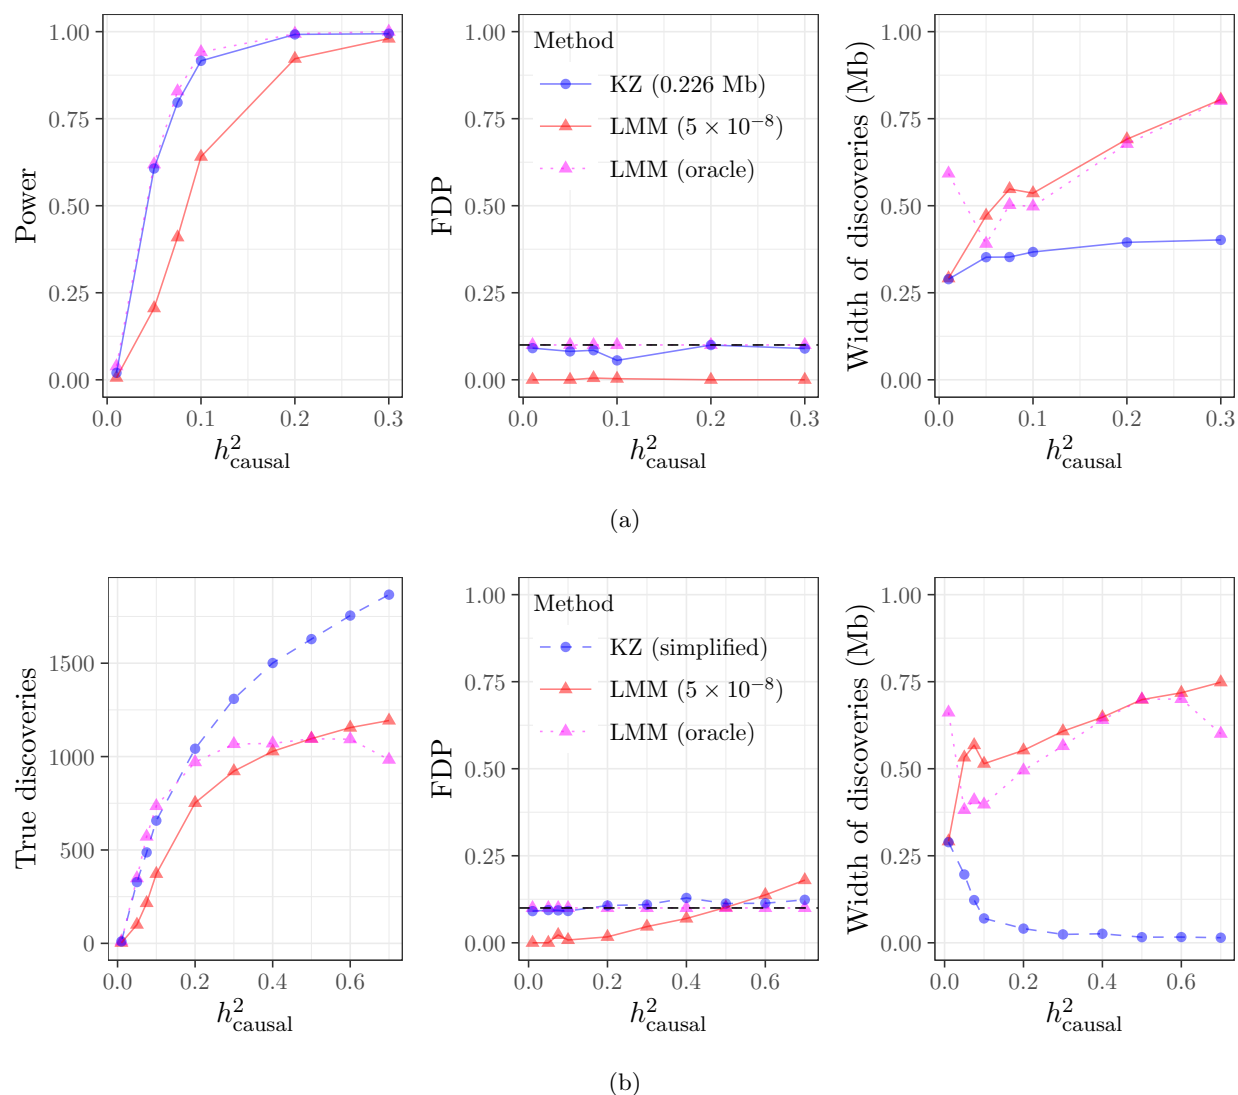 Power
1.00
0.75
0.50
0.25
0.00
0.0 0.1 0.2 0.3
h²causal
FDP
1.00
0.75
0.50
0.25
0.00
Method
KZ (0.226 Mb)
LMM (5 × 10⁻⁸)
LMM (oracle)
0.0 0.1 0.2 0.3
h²causal
Width of discoveries (Mb)
1.00
0.75
0.50
0.25
0.00
0.0 0.1 0.2 0.3
h²causal
(a)
True discoveries
1500
1000
500
0
0.0 0.2 0.4 0.6
h²causal
FDP
1.00
0.75
0.50
0.25
0.00
Method
KZ (simplified)
LMM (5 × 10⁻⁸)
LMM (oracle)
0.0 0.2 0.4 0.6
h²causal
Width of discoveries (Mb)
1.00
0.75
0.50
0.25
0.00
0.0 0.2 0.4 0.6
h²causal
(b)